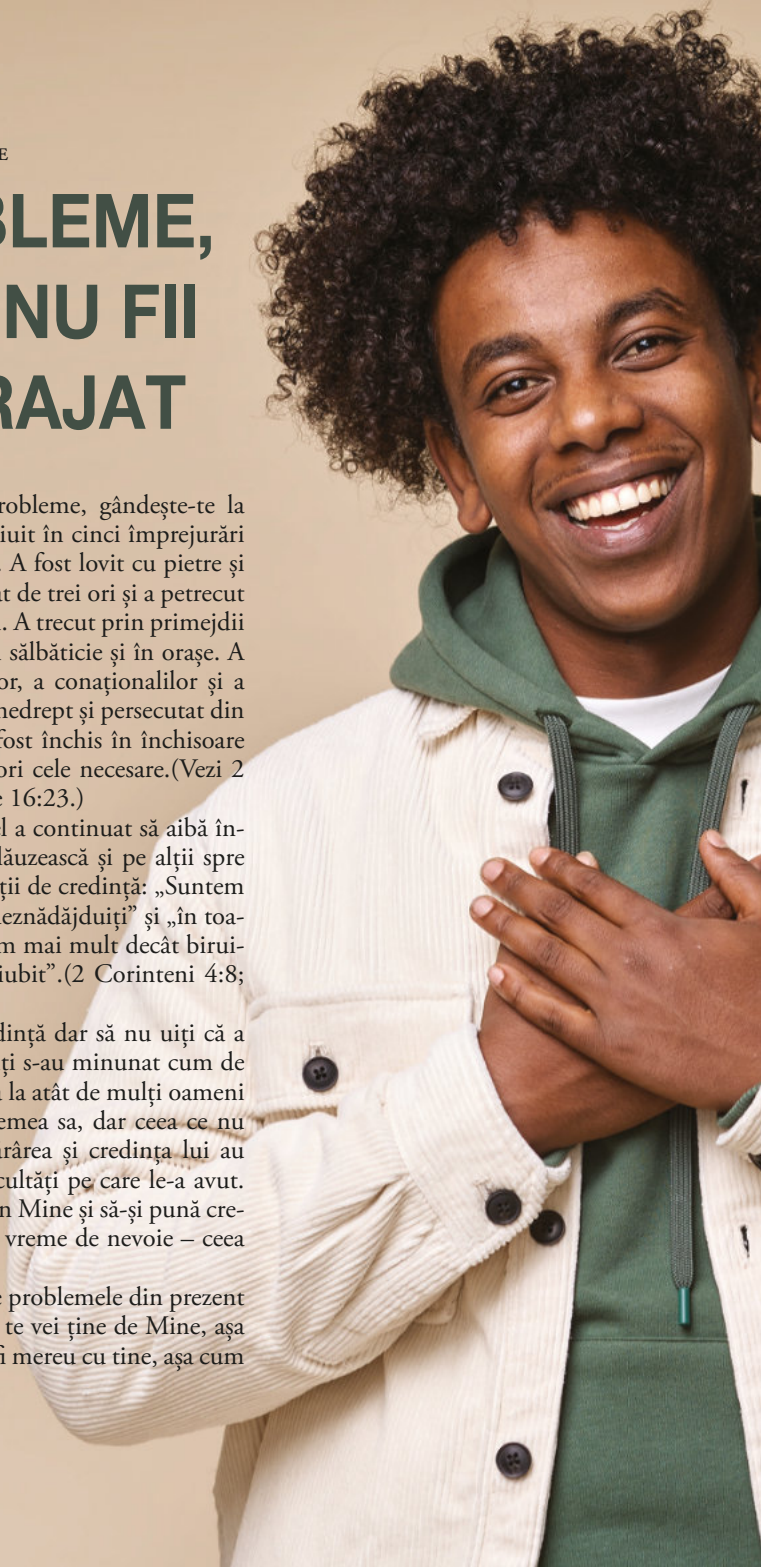 E
BLEME,
NU FII
RAJAT
robleme, gândește-te la
iuit în cinci împrejurări
. A fost lovit cu pietre și
at de trei ori și a petrecut
. A trecut prin primejdii
sălbăticie și în orașe. A
or, a conaționalilor și a
nedrept și persecutat din
fost închis în închisoare
ori cele necesare.(Vezi 2
e 16:23.)
el a continuat să aibă în-
lăuzească și pe alții spre
ții de credință: „Suntem
deznădăjduiți” și „în toa-
m mai mult decât birui-
iubit”.(2 Corinteni 4:8;
dință dar să nu uiți că a
ți s-au minunat cum de
la atât de mulți oameni
emea sa, dar ceea ce nu
ărârea și credința lui au
cultăți pe care le-a avut.
n Mine și să-și pună cre-
vreme de nevoie – ceea
e problemele din prezent
te vei ține de Mine, așa
fi mereu cu tine, așa cum